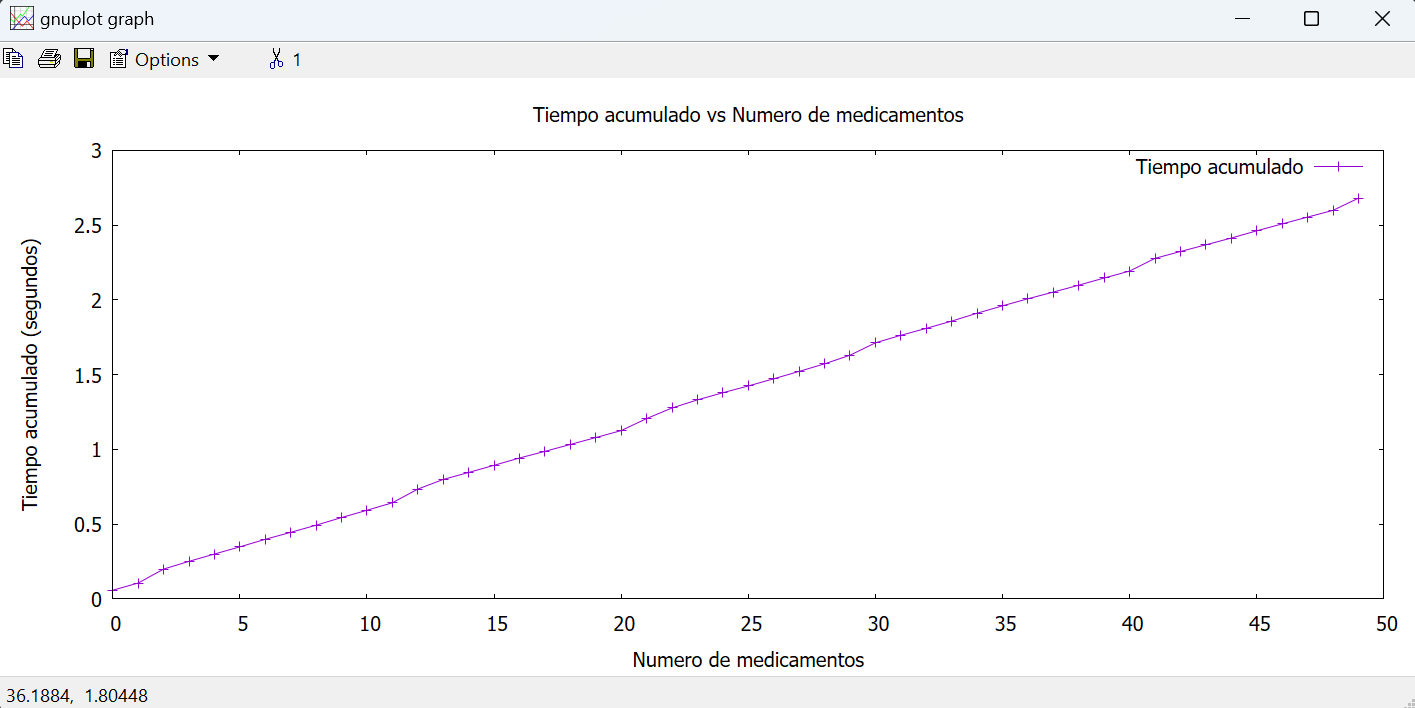 gnuplot graph
Options 1
Tiempo acumulado vs Numero de medicamentos
Tiempo acumulado
3
2.5
2
1.5
1
0.5
0
Tiempo acumulado (segundos)
0 5 10 15 20 25 30 35 40 45 50
Numero de medicamentos
36.1884, 1.80448